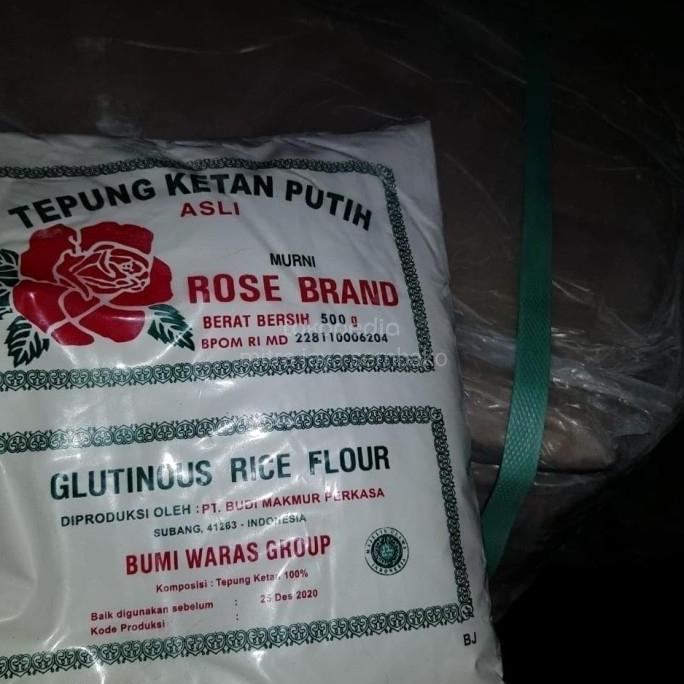 TEPUNG KETAN PUTIH
ASLI
MURNI
ROSE BRAND
BERAT BERSIH 500 g
BPOM RI MD 228110006204
tokopedia
GLUTINOUS RICE FLOUR
DIPRODUKSI OLEH : PT. BUDI MAKMUR PERKASA
SUBANG, 41263 - INDONESIA
BUMI WARAS GROUP
Komposisi : Tepung Ketan 100%
Baik digunakan sebelum : 25 Des 2020
Kode Produksi :
BJ